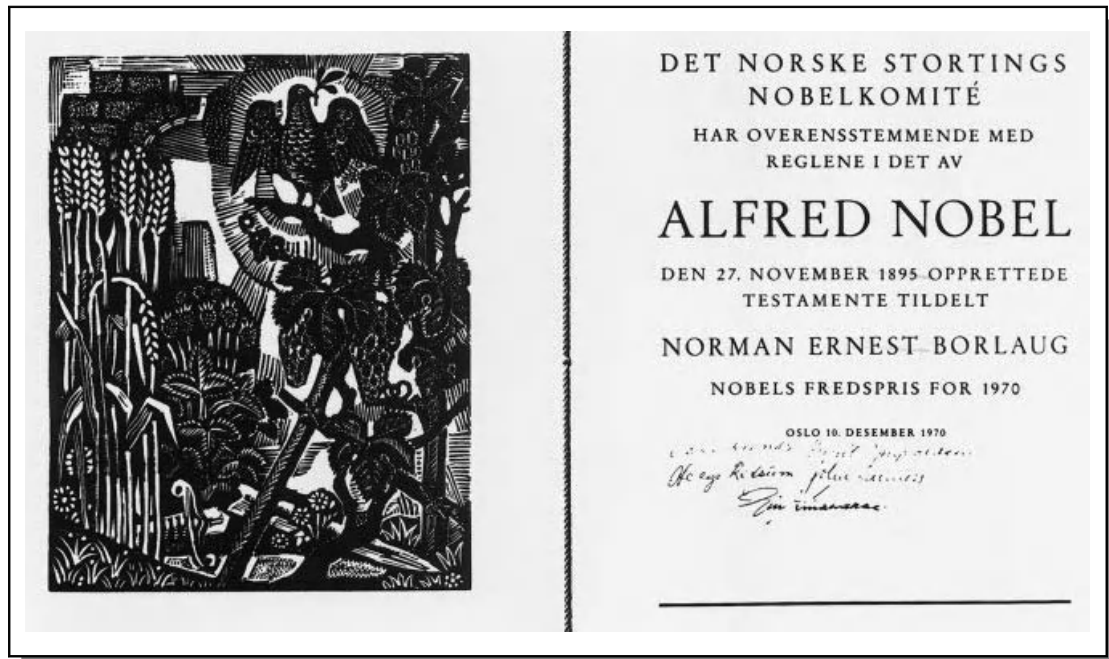 DET NORSKE STORTINGS
NOBELKOMITÉ
HAR OVERENSSTEMMENDE MED
REGLENE I DET AV
ALFRED NOBEL
DEN 27. NOVEMBER 1895 OPPRETTEDE
TESTAMENTE TILDELT
NORMAN ERNEST BORLAUG
NOBELS FREDSPRIS FOR 1970
OSLO 10. DESEMBER 1970